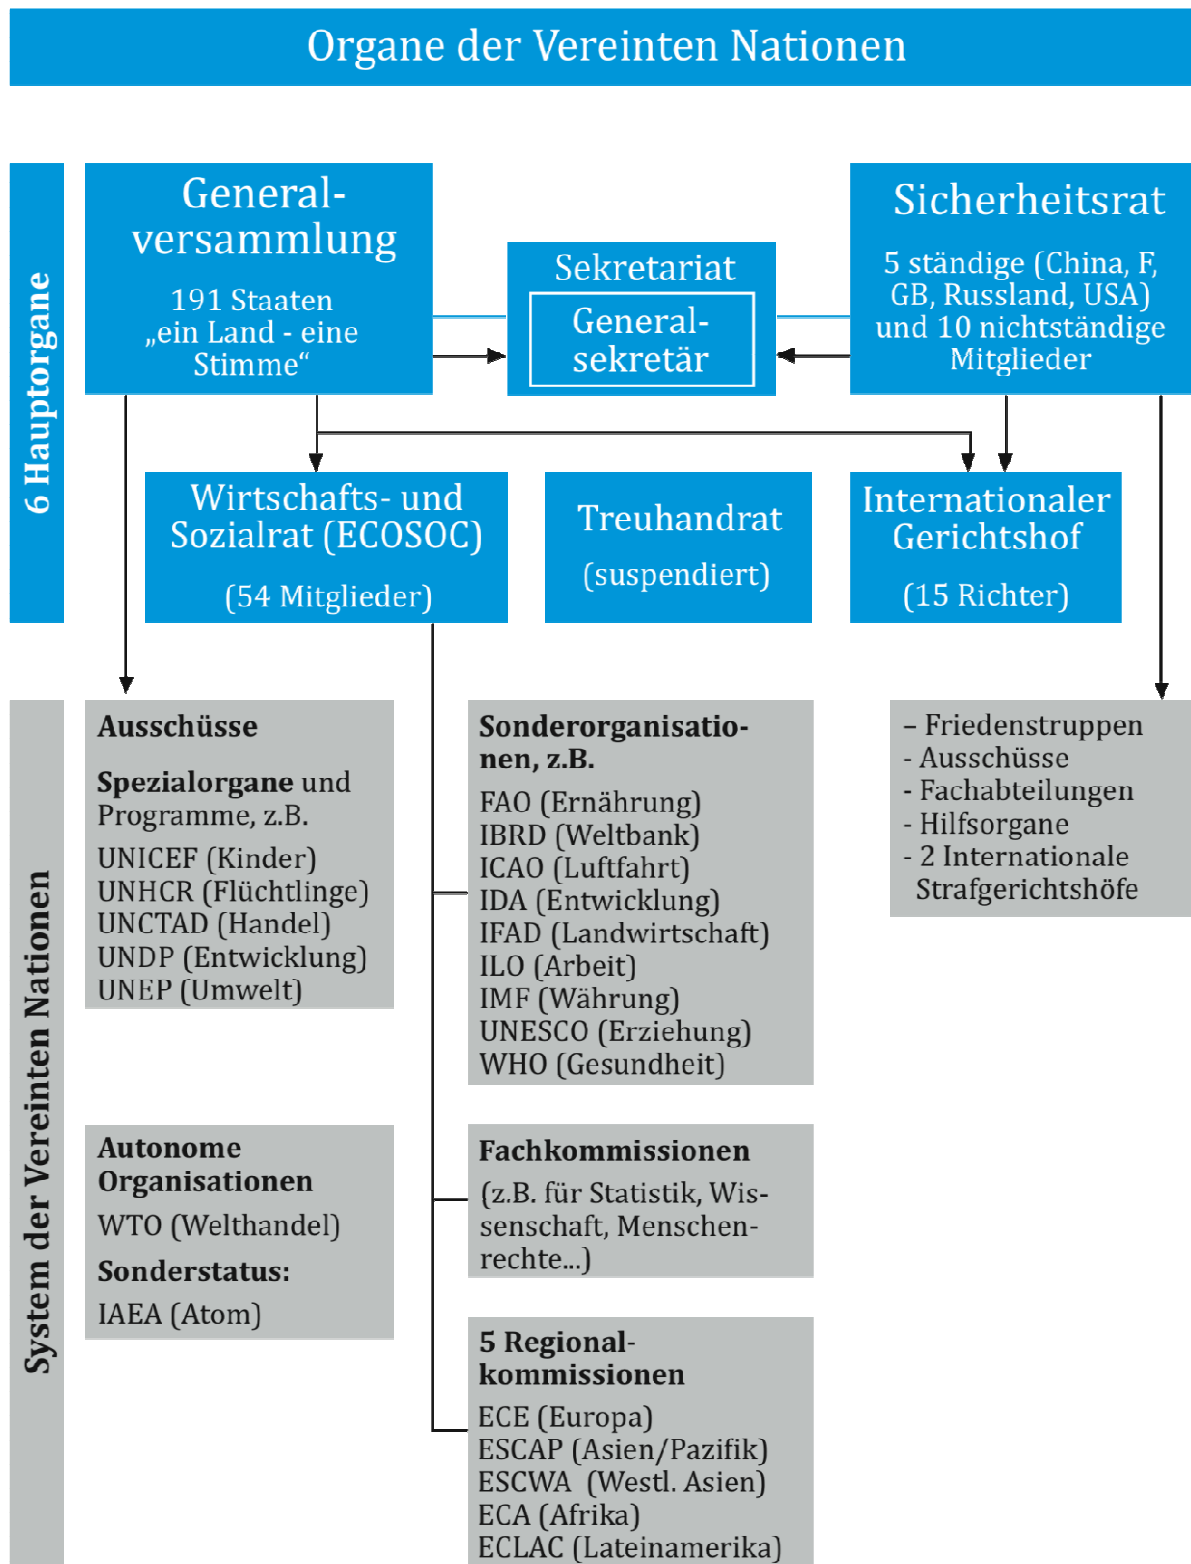 Organe der Vereinten Nationen
6 Hauptorgane
General-
versammlung
191 Staaten
„ein Land - eine
Stimme“
Sekretariat
General-
sekretär
Sicherheitsrat
5 ständige (China, F,
GB, Russland, USA)
und 10 nichtständige
Mitglieder
Wirtschafts- und
Sozialrat (ECOSOC)
(54 Mitglieder)
Treuhandrat
(suspendiert)
Internationaler
Gerichtshof
(15 Richter)
System der Vereinten Nationen
Ausschüsse
Spezialorgane und
Programme, z.B.
UNICEF (Kinder)
UNHCR (Flüchtlinge)
UNCTAD (Handel)
UNDP (Entwicklung)
UNEP (Umwelt)
Autonome
Organisationen
WTO (Welthandel)
Sonderstatus:
IAEA (Atom)
Sonderorganisatio-
nen, z.B.
FAO (Ernährung)
IBRD (Weltbank)
ICAO (Luftfahrt)
IDA (Entwicklung)
IFAD (Landwirtschaft)
ILO (Arbeit)
IMF (Währung)
UNESCO (Erziehung)
WHO (Gesundheit)
Fachkommissionen
(z.B. für Statistik, Wis-
senschaft, Menschen-
rechte...)
5 Regional-
kommissionen
ECE (Europa)
ESCAP (Asien/Pazifik)
ESCWA (Westl. Asien)
ECA (Afrika)
ECLAC (Lateinamerika)
– Friedenstruppen
- Ausschüsse
- Fachabteilungen
- Hilfsorgane
- 2 Internationale
Strafgerichtshöfe